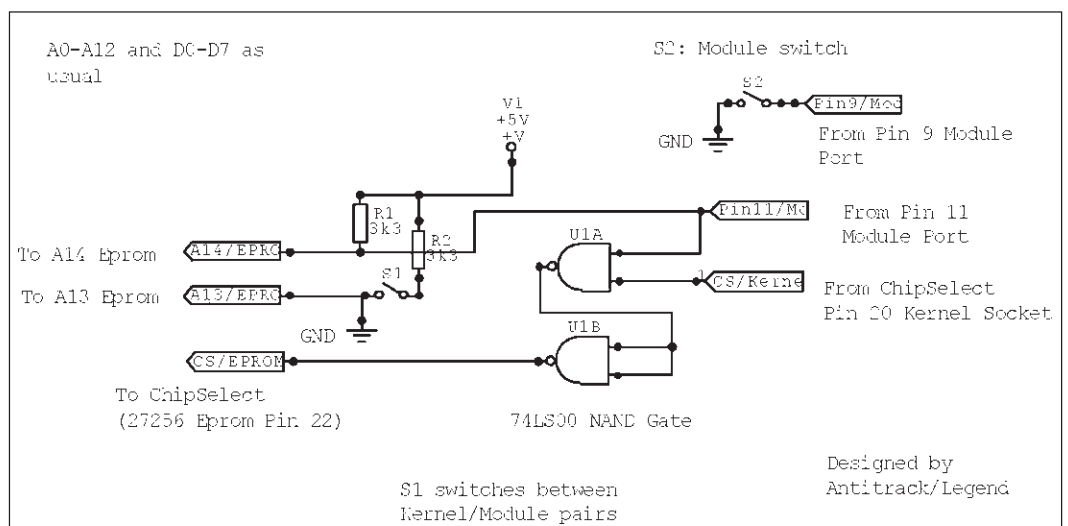 A0-A12 and D0-D7 as
usual
S2: Module switch
S2
Pin9/Mod
GND
From Pin 9 Module
Port
V1
+5V
+V
R1
3k3
R2
3k3
Pin11/Mo
From Pin 11
Module Port
U1A
To A14 Eprom
A14/EPRO
S1
1
CS/Kerne
To A13 Eprom
A13/EPRO
From ChipSelect
Pin 20 Kernel Socket
GND
U1B
CS/EPROM
To ChipSelect
(27256 Eprom Pin 22)
74LS00 NAND Gate
Designed by
Antitrack/Legend
S1 switches between
Kernel/Module pairs